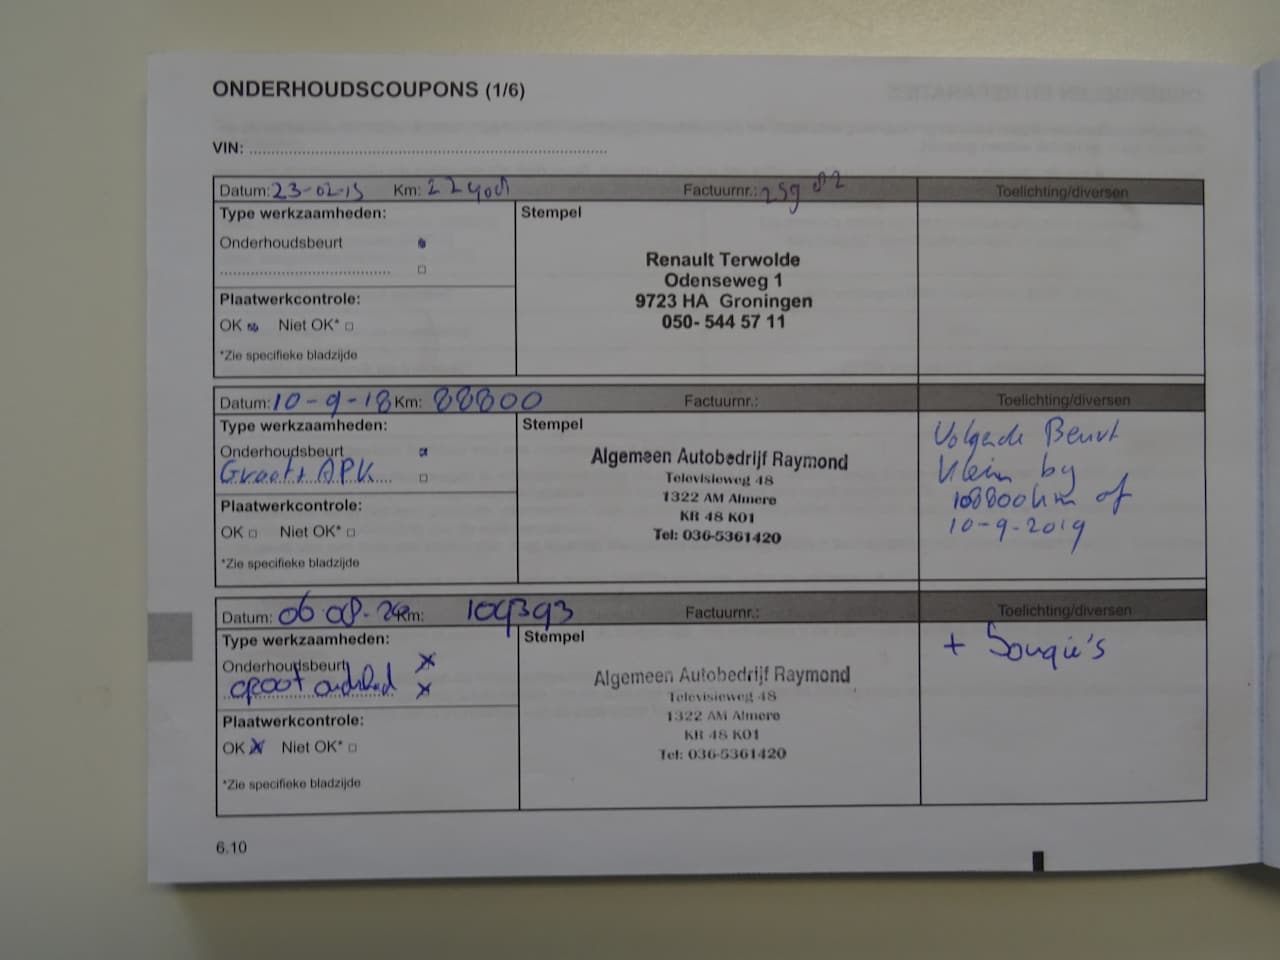 ONDERHOUDSCOUPONS (1/6)
VIN:
Datum: 23-02-15 Km: Factuurnr.: Toelichting/diversen
Type werkzaamheden:
Stempel
Onderhoudsbeurt
Renault Terwolde
Odenseweg 1
9723 HA Groningen
050- 544 57 11
Plaatwerkcontrole:
OK Niet OK*
*Zie specifieke bladzijde
Datum: 10-9-18 Km: 88800 Factuurnr.: Toelichting/diversen
Type werkzaamheden:
Stempel
Onderhoudsbeurt
Groot + APK
Algemeen Autobedrijf Raymond
Televisieweg 48
1322 AM Almere
KR 48 K01
Tel: 036-5361420
Volgende Beurt
Klein by
108800km of
10-9-2019
Plaatwerkcontrole:
OK Niet OK*
*Zie specifieke bladzijde
Datum: 06 08- Km: Factuurnr.: Toelichting/diversen
Type werkzaamheden:
Stempel
Onderhoudsbeurt
groot
Algemeen Autobedrijf Raymond
Televisieweg 48
1322 AM Almere
KR 48 K01
Tel: 036-5361420
+ Bougie's
Plaatwerkcontrole:
OK X Niet OK*
*Zie specifieke bladzijde
6.10